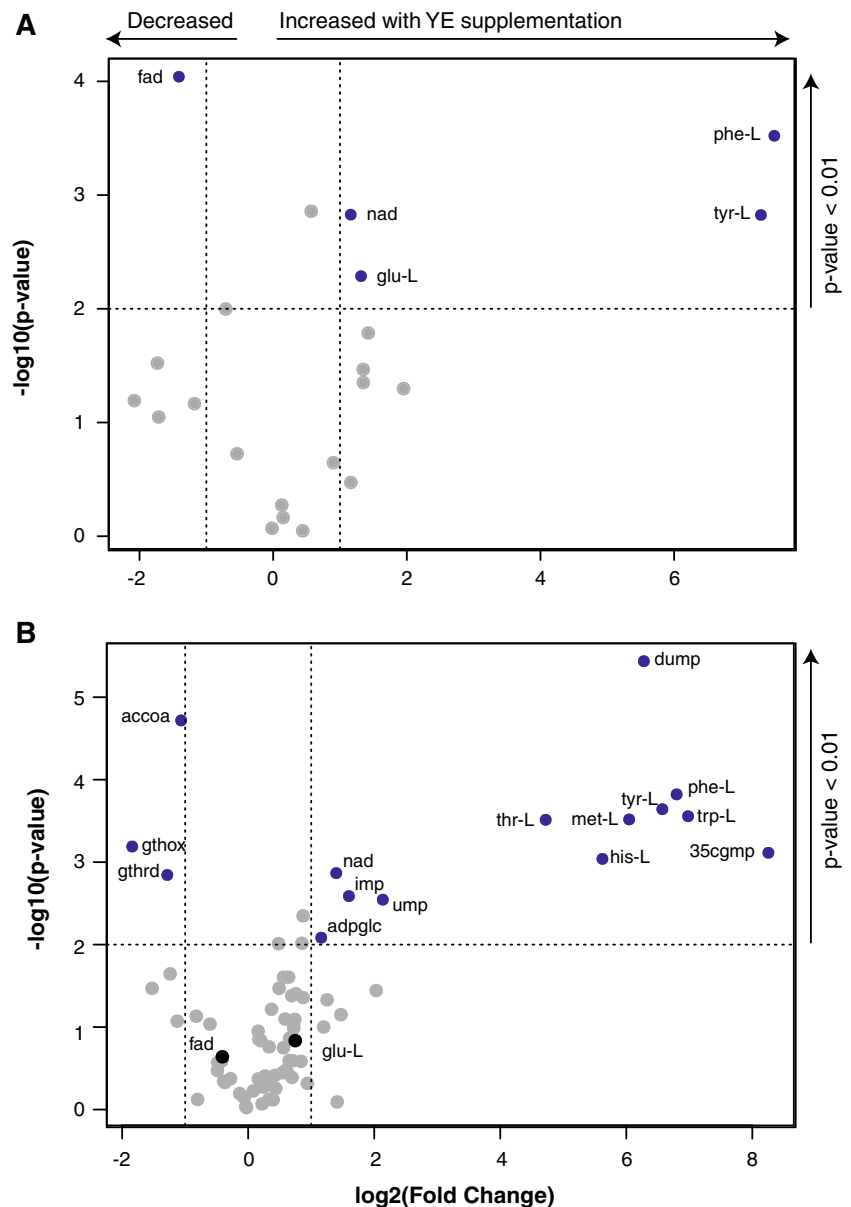 A
Decreased
Increased with YE supplementation
4
fad
phe-L
3
nad
tyr-L
glu-L
2
1
0
-2
0
2
4
6
-log10(p-value)
p-value < 0.01
B
5
dump
accoa
4
phe-L
tyr-L
thr-L
met-L
trp-L
gthox
his-L
35cgmp
3
gthrd
nad
imp
ump
adpglc
2
1
fad
glu-L
0
-2
0
2
4
6
8
-log10(p-value)
p-value < 0.01
log2(Fold Change)